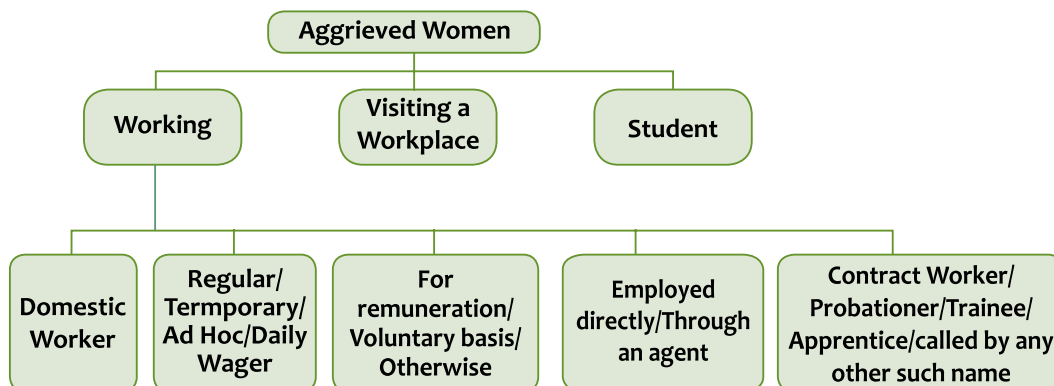 Aggrieved Women
Working
Visiting a
Workplace
Student
Domestic
Worker
Regular/
Termporary/
Ad Hoc/Daily
Wager
For
remuneration/
Voluntary basis/
Otherwise
Employed
directly/Through
an agent
Contract Worker/
Probationer/Trainee/
Apprentice/called by any
other such name